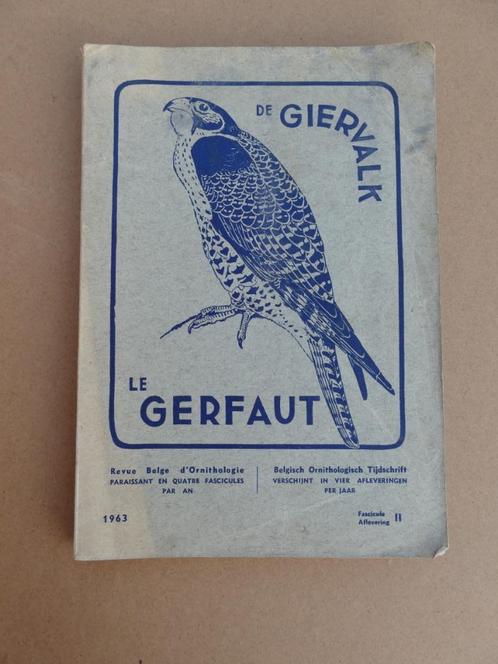 DE GIERVALK
LE
GERFAUT
Revue Belge d'Ornithologie
PARAISSANT EN QUATRE FASCICULES
PAR AN
Belgisch Ornithologisch Tijdschrift
VERSCHIJNT IN VIER AFLEVERINGEN
PER JAAR
1963
Fascicule
Aflevering II